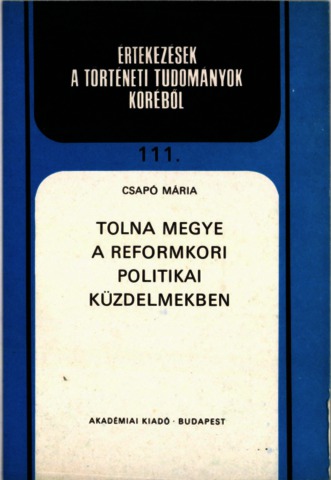 ÉRTEKEZÉSEK
A TÖRTÉNETI TUDOMÁNYOK
KÖRÉBŐL
111.
CSAPÓ MÁRIA
TOLNA MEGYE
A REFORMKORI
POLITIKAI
KÜZDELMEKBEN
AKADÉMIAI KIADÓ · BUDAPEST